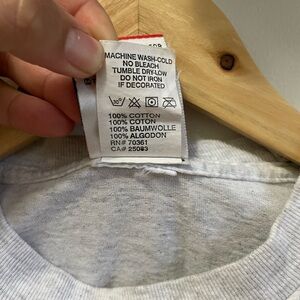 MACHINE WASH-COLD
NO BLEACH
TUMBLE DRY-LOW
DO NOT IRON
IF DECORATED
100% COTTON
100% COTON
100% BAUMWOLLE
100% ALGODON
RN# 70361
CA# 25093